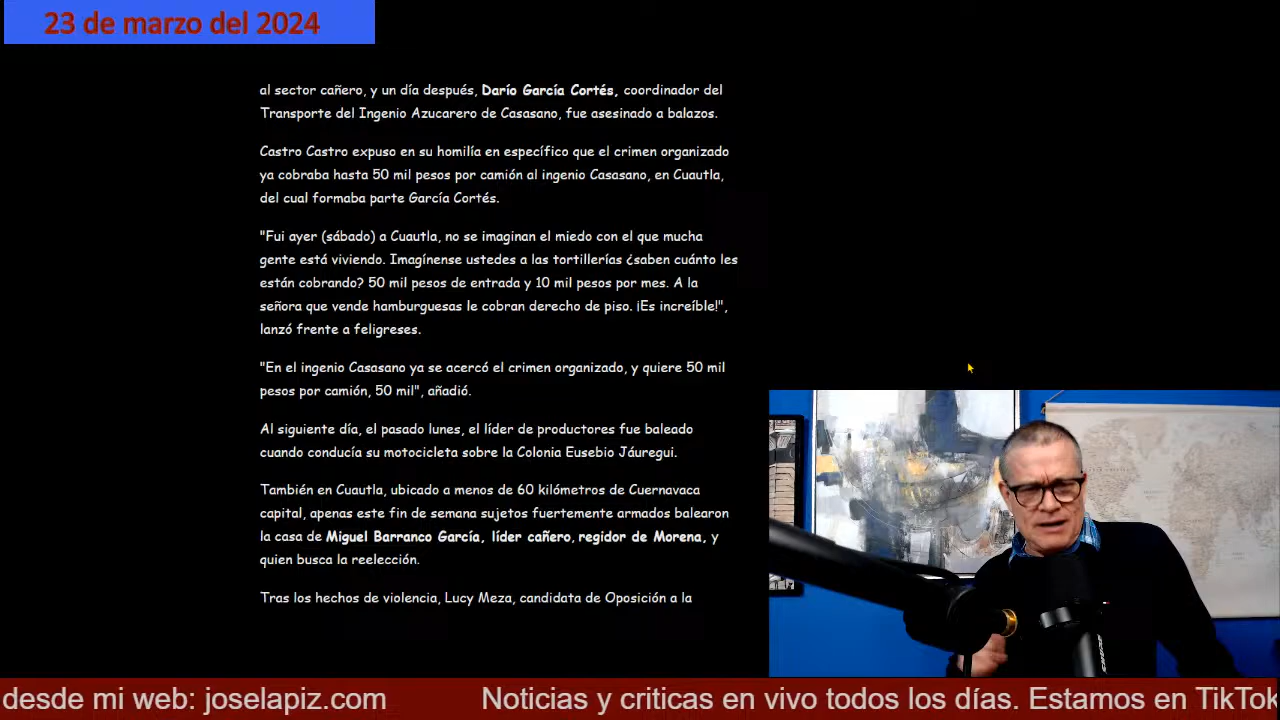 23 de marzo del 2024
al sector cañero, y un día después, Darío García Cortés, coordinador del
Transporte del Ingenio Azucarero de Casasano, fue asesinado a balazos.
Castro Castro expuso en su homilía en específico que el crimen organizado
ya cobraba hasta 50 mil pesos por camión al ingenio Casasano, en Cuautla,
del cual formaba parte García Cortés.
"Fui ayer (sábado) a Cuautla, no se imaginan el miedo con el que mucha
gente está viviendo. Imagínense ustedes a las tortillerías ¿saben cuánto les
están cobrando? 50 mil pesos de entrada y 10 mil pesos por mes. A la
señora que vende hamburguesas le cobran derecho de piso. ¡Es increíble!",
lanzó frente a feligreses.
"En el ingenio Casasano ya se acercó el crimen organizado, y quiere 50 mil
pesos por camión, 50 mil", añadió.
Al siguiente día, el pasado lunes, el líder de productores fue baleado
cuando conducía su motocicleta sobre la Colonia Eusebio Jáuregui.
También en Cuautla, ubicado a menos de 60 kilómetros de Cuernavaca
capital, apenas este fin de semana sujetos fuertemente armados balearon
la casa de Miguel Barranco García, líder cañero, regidor de Morena, y
quien busca la reelección.
Tras los hechos de violencia, Lucy Meza, candidata de Oposición a la
desde mi web: joselapiz.com Noticias y criticas en vivo todos los días. Estamos en TikTok